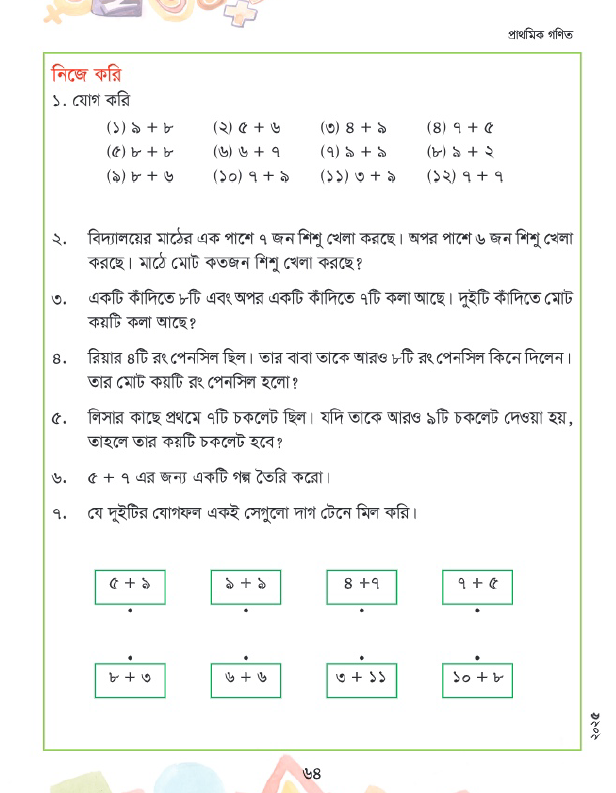 প্রাথমিক গণিত
নিজে করি
১. যোগ করি
(১) ৯ + ৮ (২) ৫ + ৬ (৩) ৪ + ৯ (৪) ৭ + ৫
(৫) ৮ + ৮ (৬) ৬ + ৭ (৭) ৯ + ৯ (৮) ৯ + ২
(৯) ৮ + ৬ (১০) ৭ + ৯ (১১) ৩ + ৯ (১২) ৭ + ৭
২. বিদ্যালয়ের মাঠের এক পাশে ৭ জন শিশু খেলা করছে। অপর পাশে ৬ জন শিশু খেলা
করছে। মাঠে মোট কতজন শিশু খেলা করছে?
৩. একটি কাঁদিতে ৮টি এবং অপর একটি কাঁদিতে ৭টি কলা আছে। দুইটি কাঁদিতে মোট
কয়টি কলা আছে?
৪. রিয়ার ৪টি রং পেনসিল ছিল। তার বাবা তাকে আরও ৮টি রং পেনসিল কিনে দিলেন।
তার মোট কয়টি রং পেনসিল হলো?
৫. লিসার কাছে প্রথমে ৭টি চকলেট ছিল। যদি তাকে আরও ৯টি চকলেট দেওয়া হয়,
তাহলে তার কয়টি চকলেট হবে?
৬. ৫ + ৭ এর জন্য একটি গল্প তৈরি করো।
৭. যে দুইটির যোগফল একই সেগুলো দাগ টেনে মিল করি।
৫ + ৯ ৯ + ৯ ৪ +৭ ৭ + ৫
৮ + ৩ ৬ + ৬ ৩ + ১১ ১০ + ৮
২০২৫
৬৪